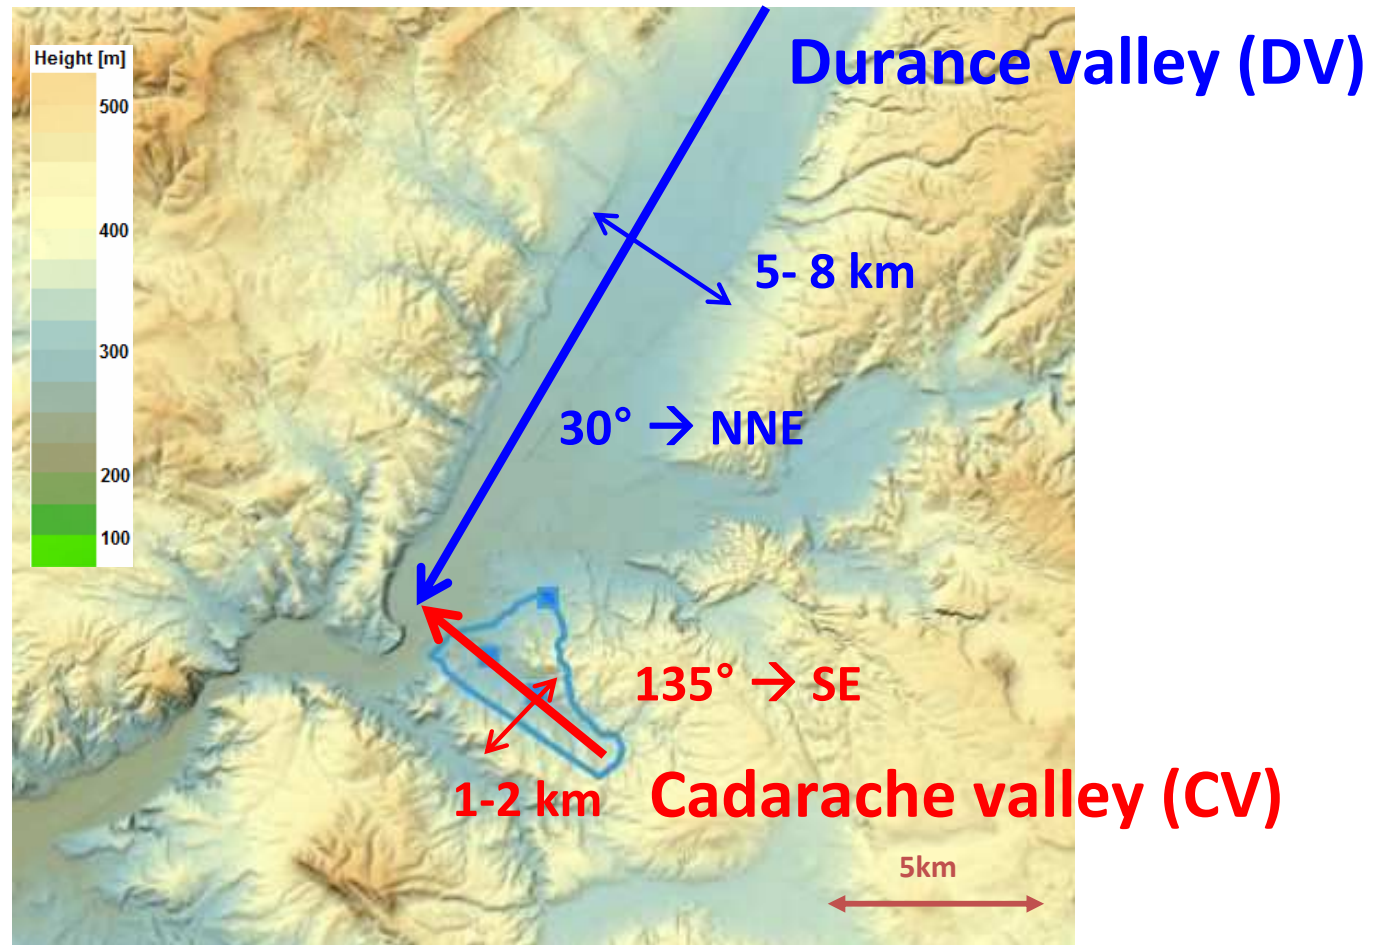 Durance valley (DV)
Height [m]
500
400
300
200
100
5- 8 km
30° → NNE
135° → SE
1-2 km
Cadarache valley (CV)
5km